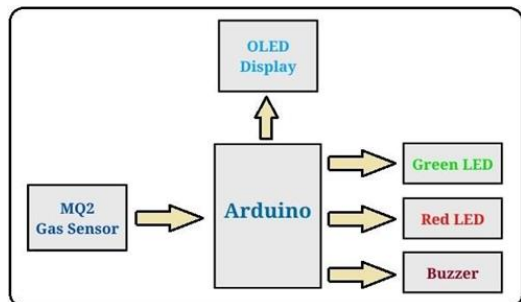 OLED
Display
Green LED
MQ2
Gas Sensor
Arduino
Red LED
Buzzer